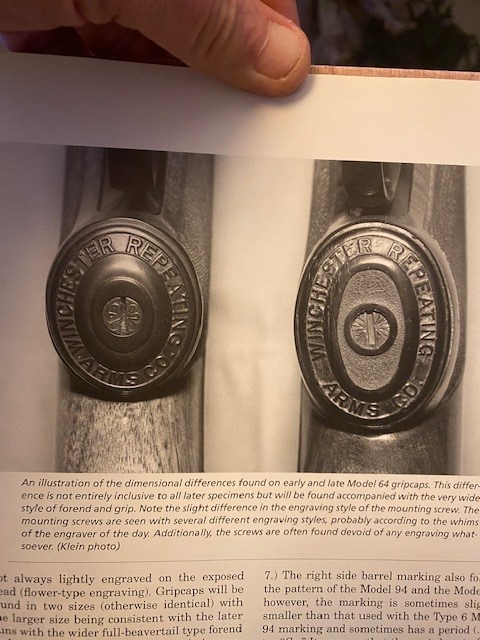 WINCHESTER REPEATING
ARMS CO.
WINCHESTER REPEATING
ARMS CO.
An illustration of the dimensional differences found on early and late Model 64 gripcaps. This differ-
ence is not entirely inclusive to all later specimens but will be found accompanied with the very wide
style of forend and grip. Note the slight difference in the engraving style of the mounting screw. The
mounting screws are seen with several different engraving styles, probably according to the whims
of the engraver of the day. Additionally, the screws are often found devoid of any engraving what-
soever. (Klein photo)
ot always lightly engraved on the exposed
ead (flower-type engraving). Gripcaps will be
und in two sizes (otherwise identical) with
e larger size being consistent with the later
uns with the wider full-beavertail type forend
7.) The right side barrel marking also fo
the pattern of the Model 94 and the Mode
however, the marking is sometimes slig
smaller than that used with the Type 6 M
94 marking and sometimes has a period (